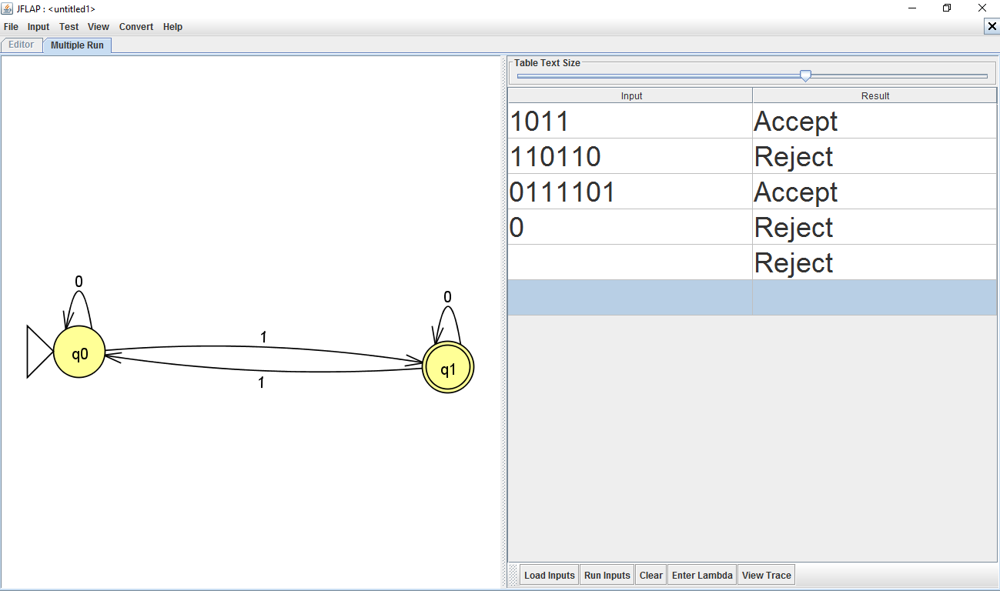 JFLAP : <untitled1>
File Input Test View Convert Help
Editor Multiple Run
Table Text Size
Input Result
1011 Accept
110110 Reject
0111101 Accept
0 Reject
Reject
0
0
1
q0
q1
1
Load Inputs Run Inputs Clear Enter Lambda View Trace